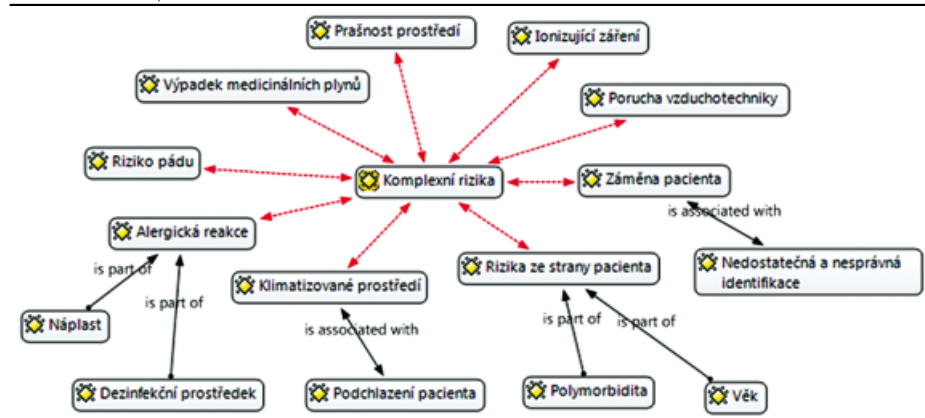 Prašnost prostředí
Ionizující záření
Výpadek medicinálních plynů
Porucha vzduchotechniky
Riziko pádu
Komplexní rizika
Záměna pacienta
is associated with
Alergická reakce
Rizika ze strany pacienta
Nedostatečná a nesprávná
identifikace
is part of
Klimatizované prostředí
is part of
Náplast
is associated with
is part of
is part of
Dezinfekční prostředek
Podchlazení pacienta
Polymorbidita
Věk